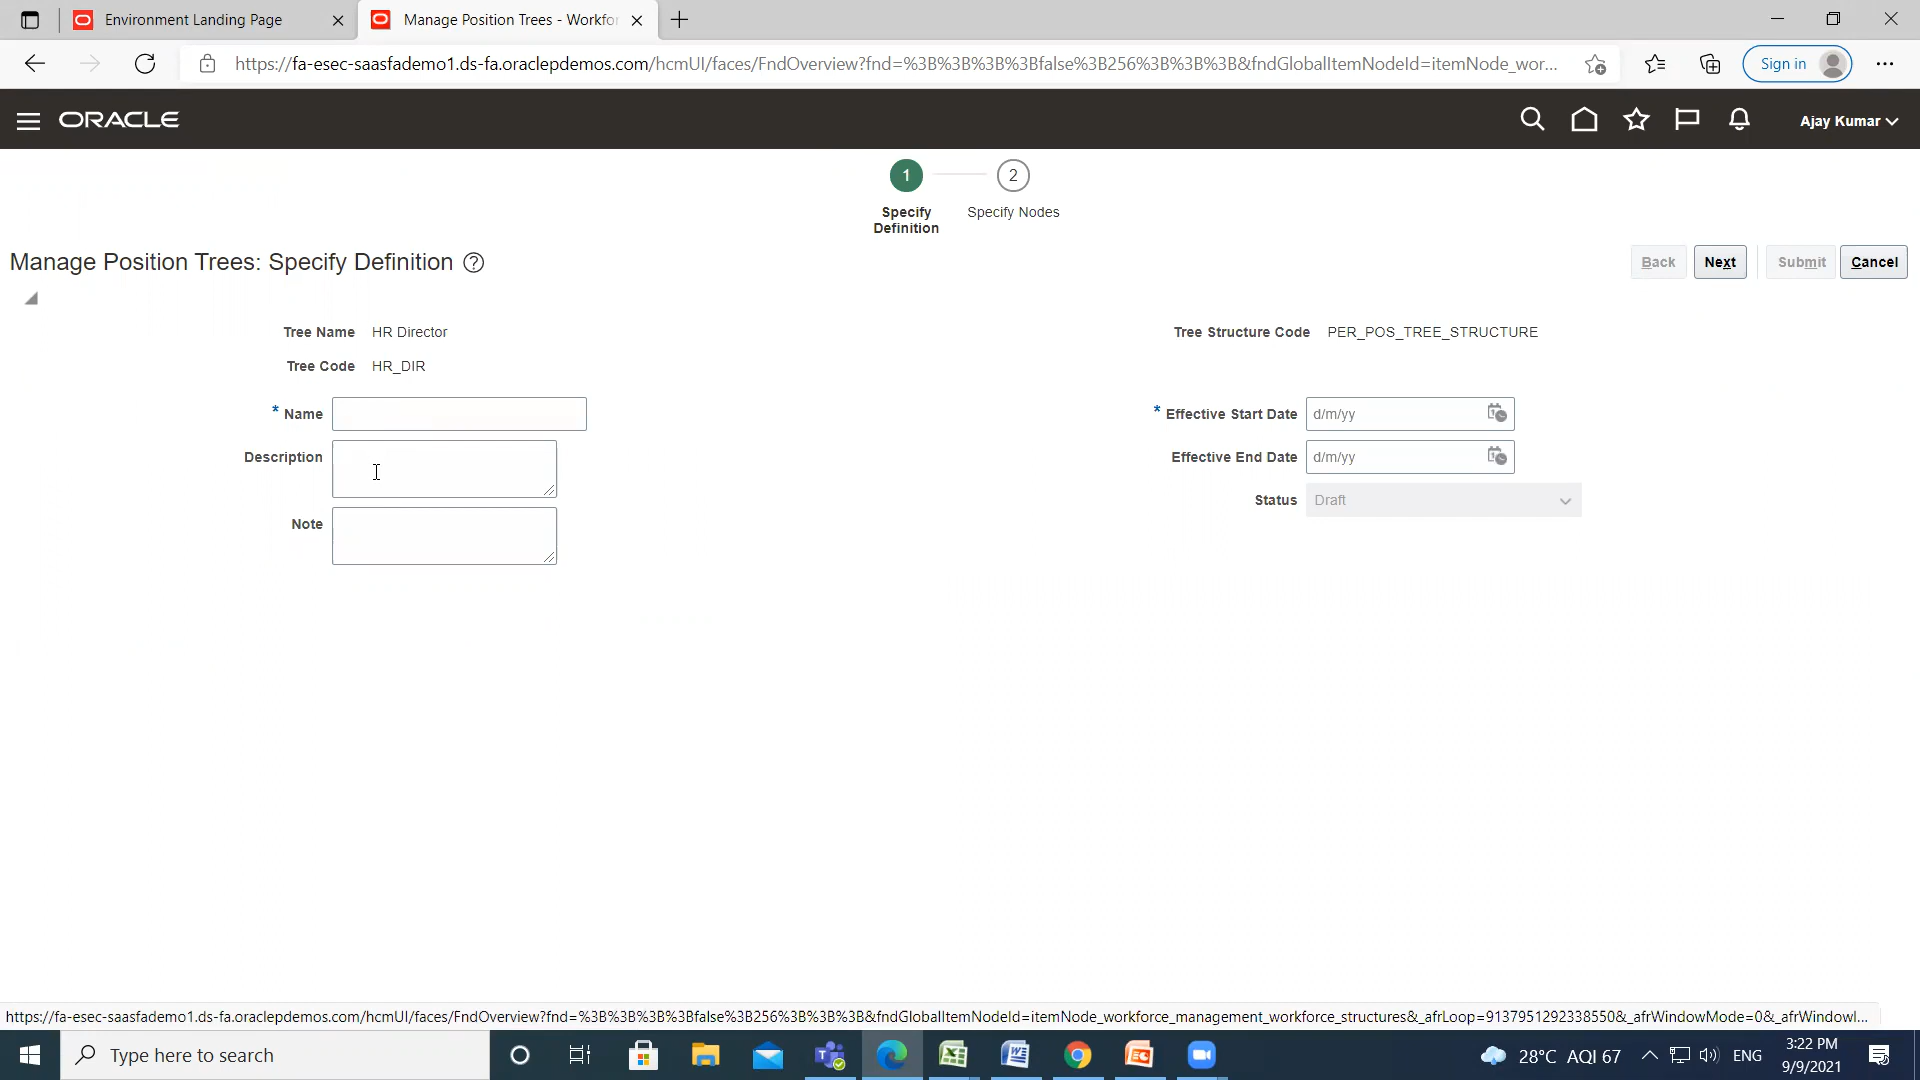 Environment Landing Page
Manage Position Trees - Workfor
https://fa-esec-saasfademo1.ds-fa.oraclepdemos.com/hcmUI/faces/FndOverview?fnd=%3B%3B%3B%3Bfalse%3B256%3B%3B%3B&fndGlobalItemNodeId=itemNode_wor...
Sign in
ORACLE
Ajay Kumar
1
2
Specify Definition
Specify Nodes
Manage Position Trees: Specify Definition ?
Back
Next
Submit
Cancel
Tree Name HR Director
Tree Structure Code PER_POS_TREE_STRUCTURE
Tree Code HR_DIR
* Name
* Effective Start Date d/m/yy
Description
Effective End Date d/m/yy
Status Draft
Note
https://fa-esec-saasfademo1.ds-fa.oraclepdemos.com/hcmUI/faces/FndOverview?fnd=%3B%3B%3B%3Bfalse%3B256%3B%3B%3B&fndGlobalItemNodeId=itemNode_workforce_management_workforce_structures&_afrLoop=9137951292338550&_afrWindowMode=0&_afrWindowI...
Type here to search
28°C AQI 67
ENG
3:22 PM
9/9/2021